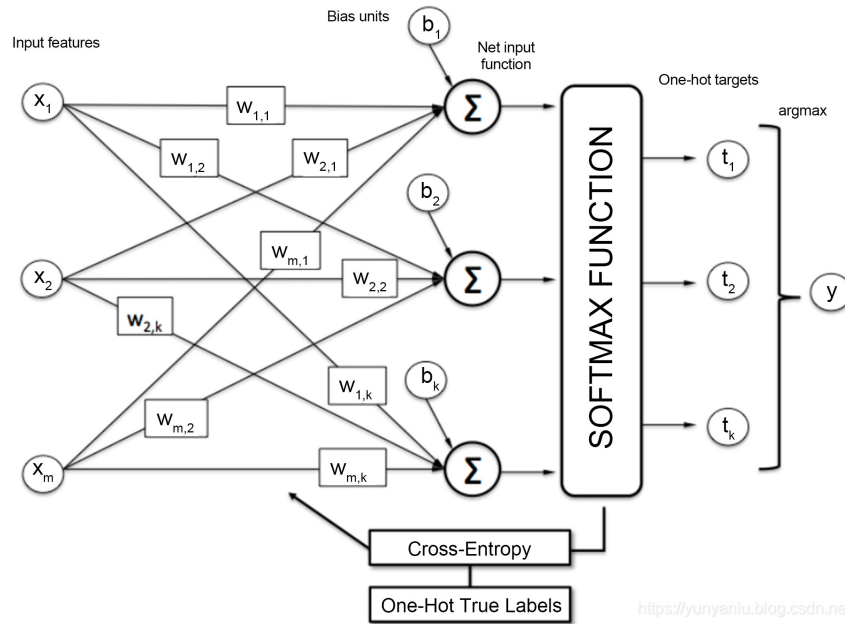 Bias units
b1
Input features
Net input
function
One-hot targets
argmax
x1
w1,1
Σ
w1,2
w2,1
t1
b2
wm,1
x2
w2,2
Σ
t2
y
w2,k
SOFTMAX FUNCTION
w1,k
bk
wm,2
tk
xm
wm,k
Σ
Cross-Entropy
One-Hot True Labels
https://yunyaniu.blog.csdn.ne